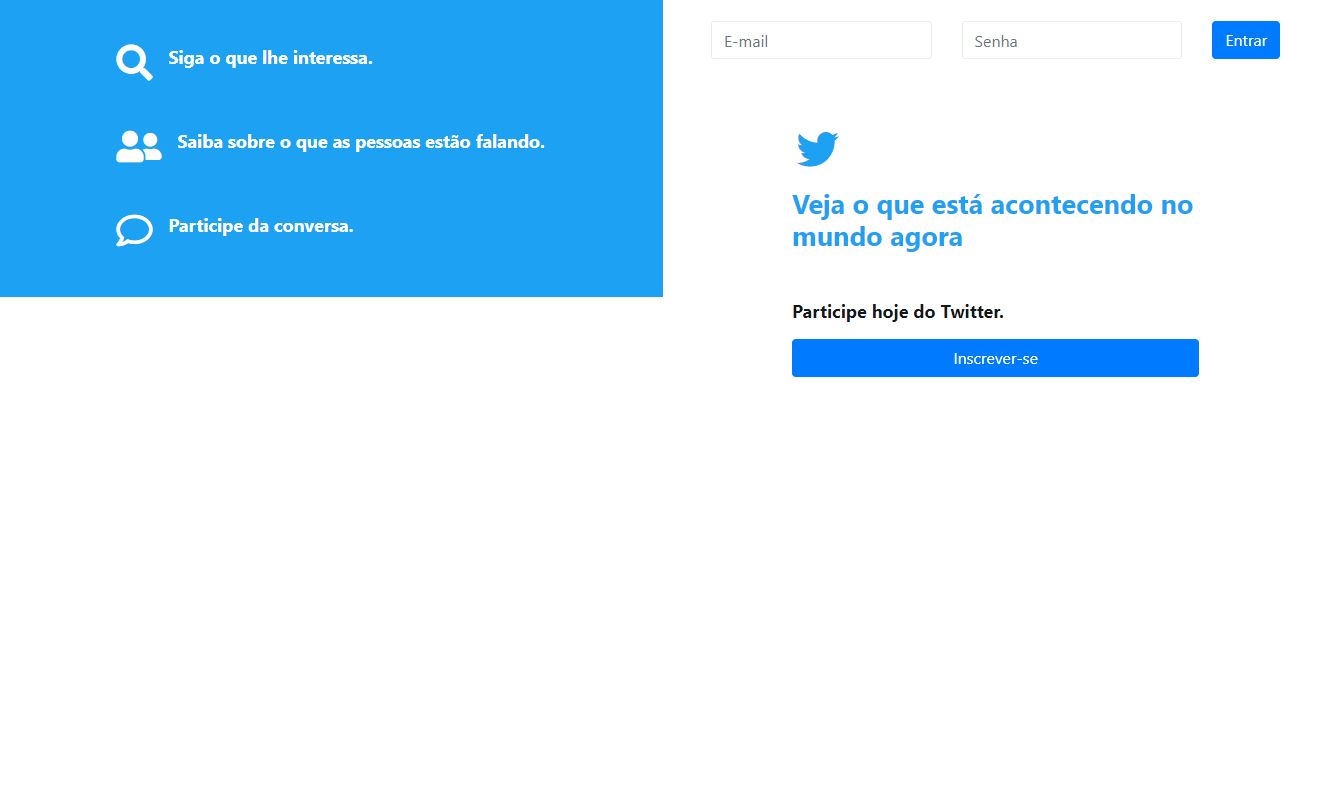 Siga o que lhe interessa.
Saiba sobre o que as pessoas estão falando.
Participe da conversa.
E-mail
Senha
Entrar
Veja o que está acontecendo no
mundo agora
Participe hoje do Twitter.
Inscrever-se